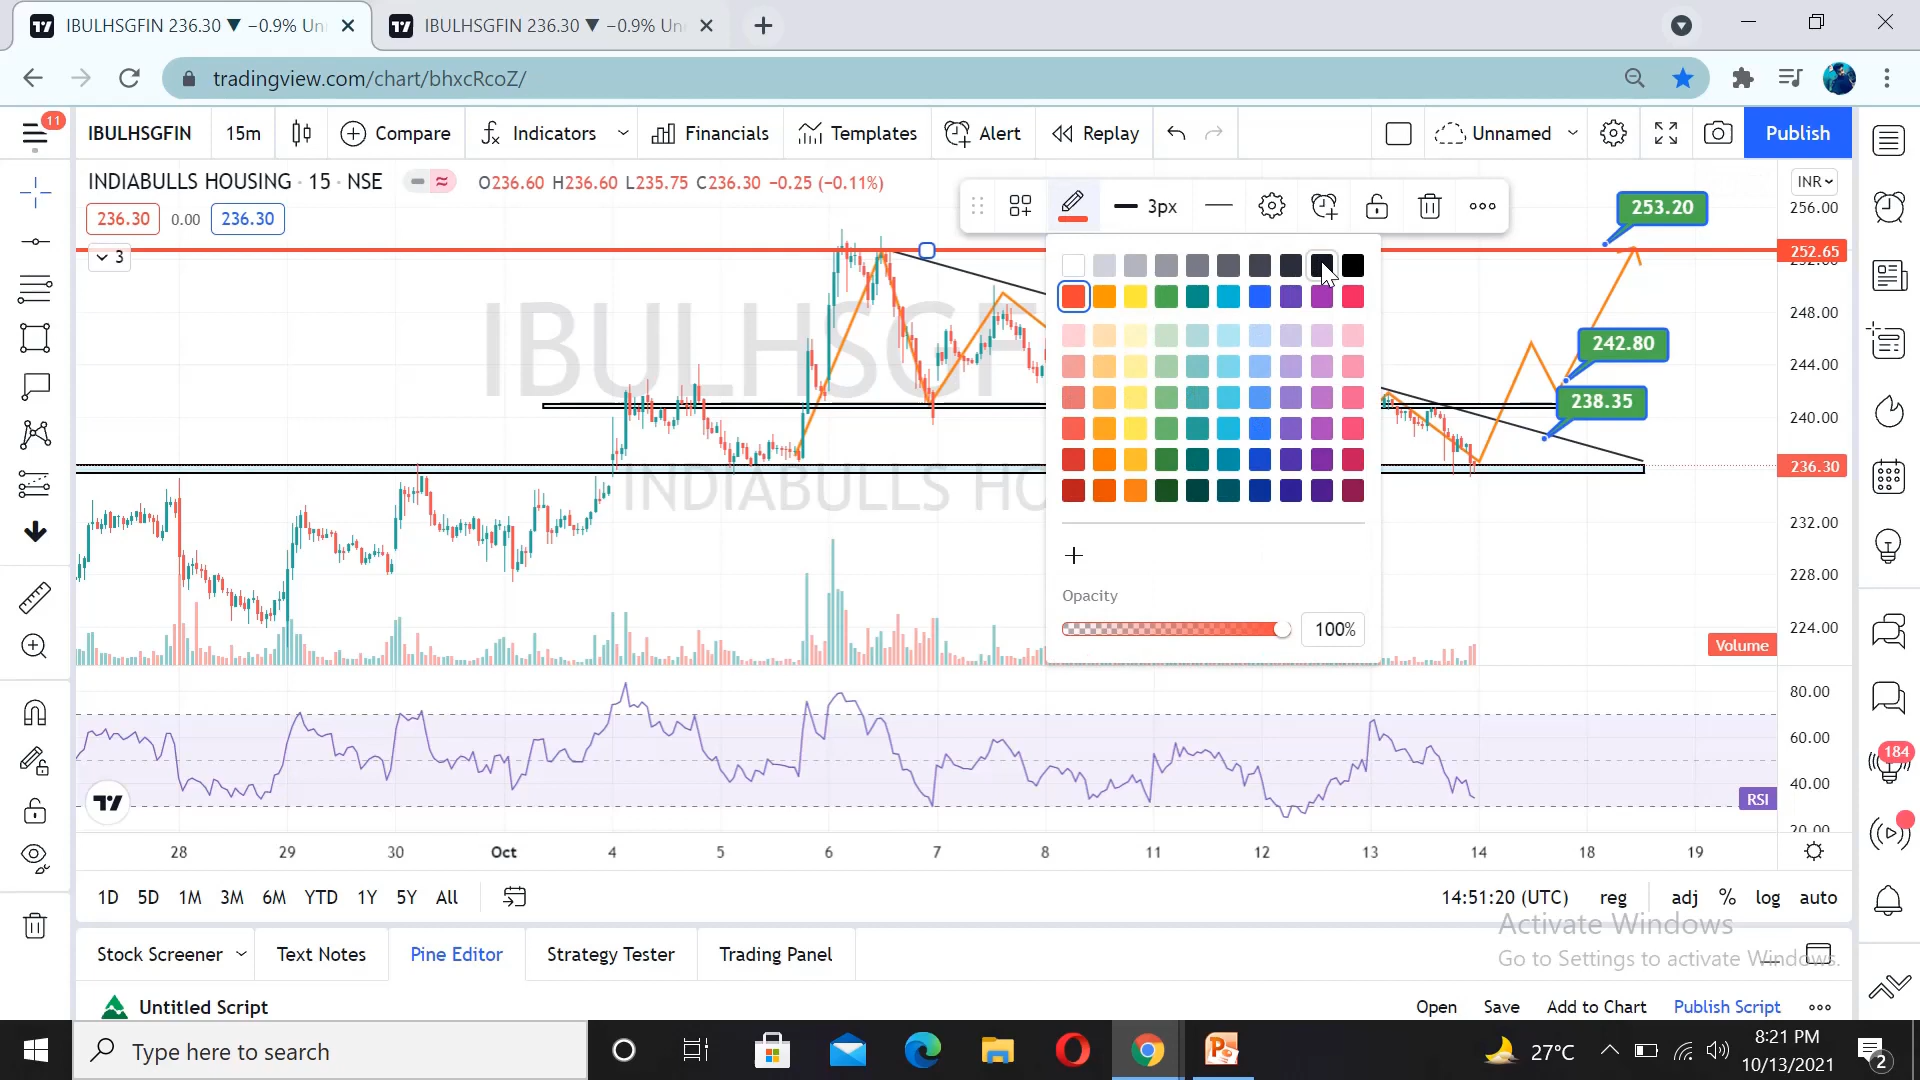 IBULHSGFIN 236.30 ▼ −0.9% Un
IBULHSGFIN 236.30 ▼ −0.9% Un
tradingview.com/chart/bhxcRcoZ/
11
IBULHSGFIN 15m Compare Indicators Financials Templates Alert Replay Unnamed Publish
INDIABULLS HOUSING · 15 · NSE O236.60 H236.60 L235.75 C236.30 −0.25 (−0.11%)
236.30 0.00 236.30
3
3px
INR
256.00
253.20
252.65
248.00
244.00
242.80
240.00
238.35
236.30
232.00
228.00
224.00
IBULHSGF
INDIABULLS HO
Opacity
100%
Volume
80.00
60.00
40.00
RSI
20.00
28 29 30 Oct 4 5 6 7 8 11 12 13 14 18 19
1D 5D 1M 3M 6M YTD 1Y 5Y All 14:51:20 (UTC) reg adj % log auto
184
Activate Windows
Go to Settings to activate Windows.
Stock Screener Text Notes Pine Editor Strategy Tester Trading Panel
Untitled Script Open Save Add to Chart Publish Script
Type here to search
27°C
8:21 PM
10/13/2021
2